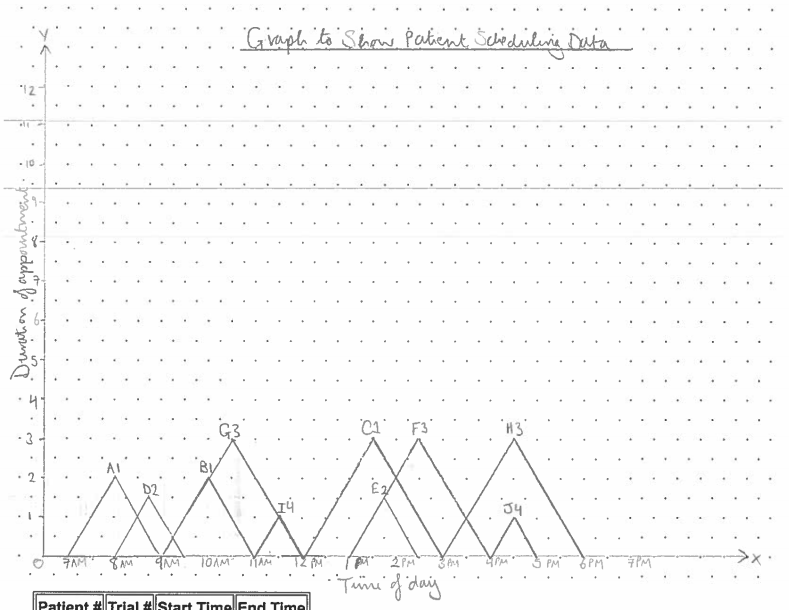 Y
Graph to Show Patient Scheduling Data
12
11
10
9
8
7
6
5
4
3
2
1
0
Duration of appointment
G3
C1
F3
H3
A1
B1
D2
E2
I4
J4
7AM 8AM 9AM 10AM 11AM 12PM 1PM 2PM 3PM 4PM 5PM 6PM 7PM
X
Time of day
Patient # Trial # Start Time End Time